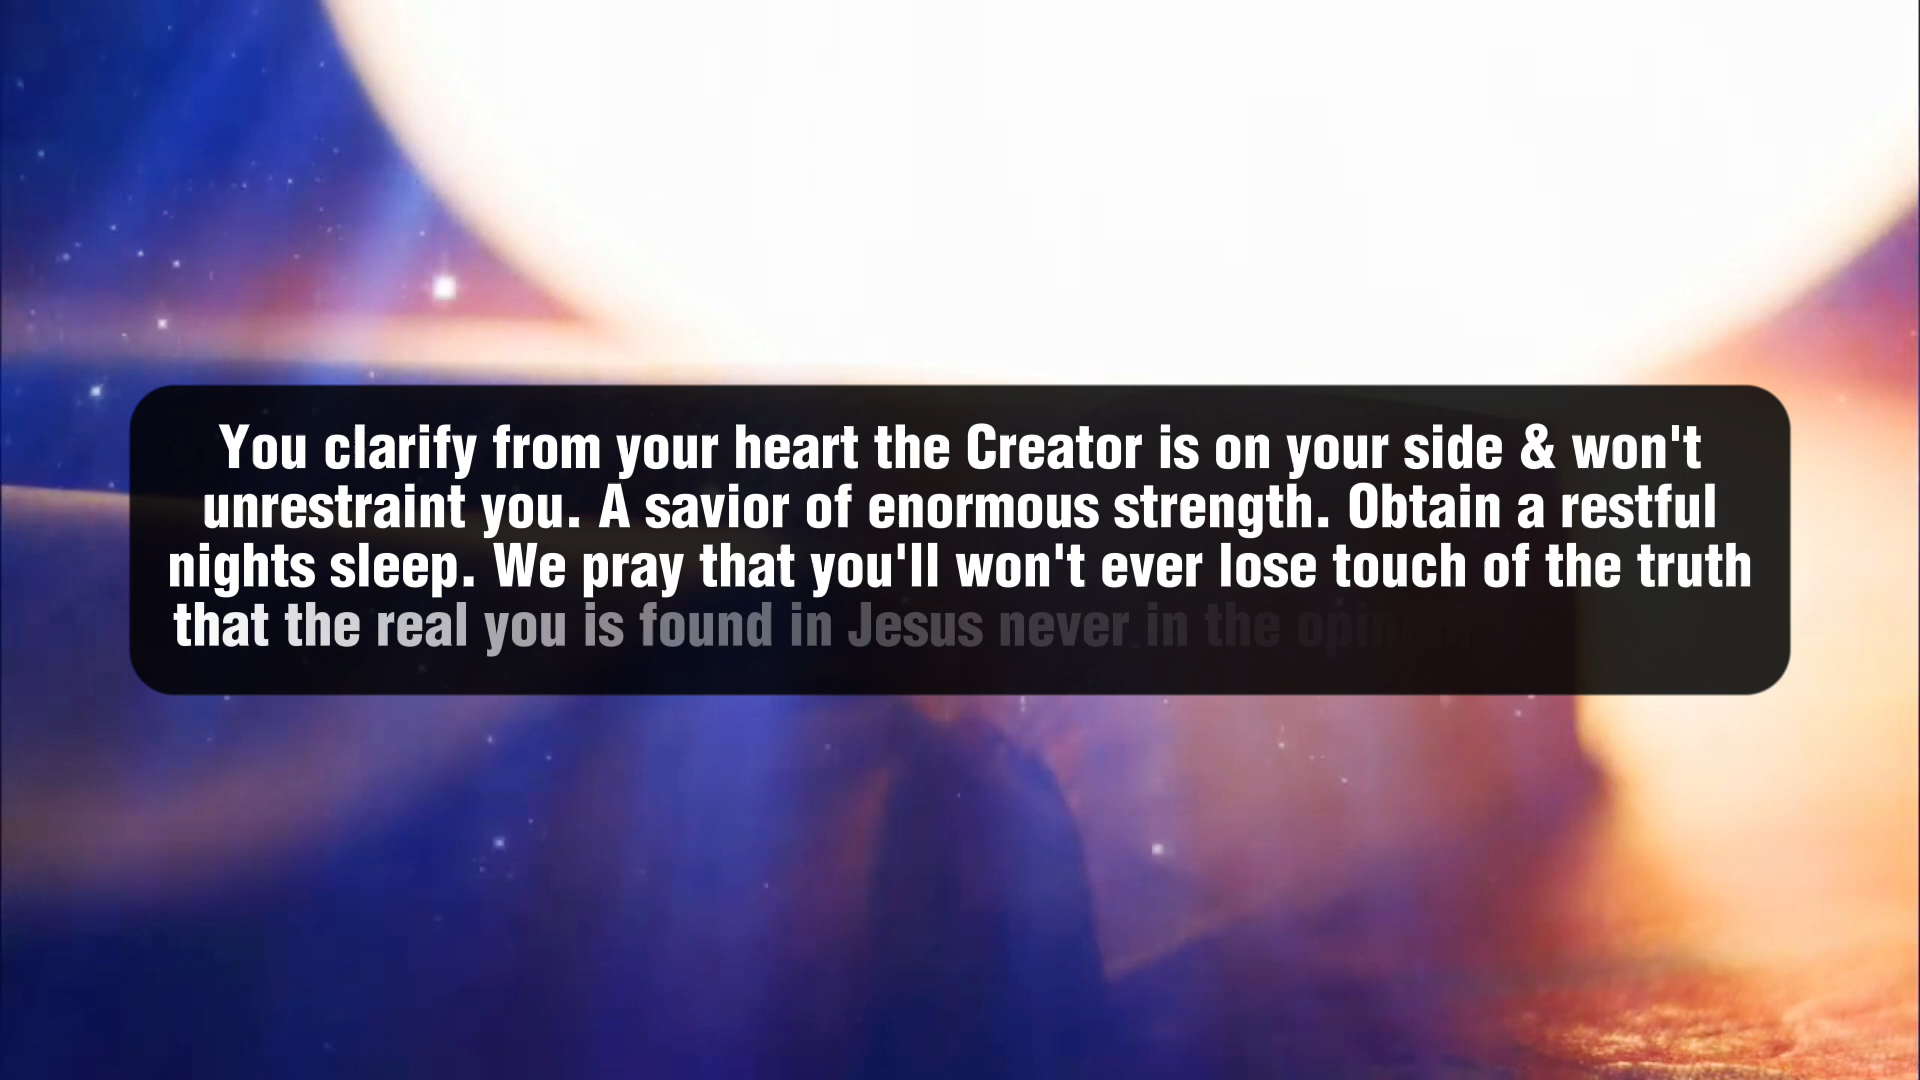 You clarify from your heart the Creator is on your side & won't
unrestraint you. A savior of enormous strength. Obtain a restful
nights sleep. We pray that you'll won't ever lose touch of the truth
that the real you is found in Jesus never in the